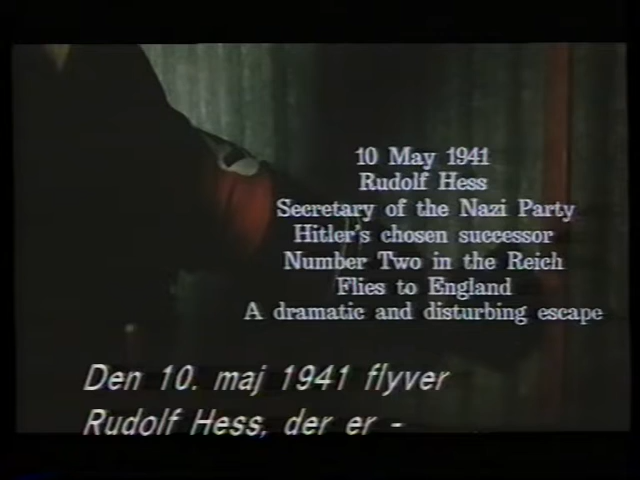 10 May 1941
Rudolf Hess
Secretary of the Nazi Party
Hitler's chosen successor
Number Two in the Reich
Flies to England
A dramatic and disturbing escape
Den 10. maj 1941 flyver
Rudolf Hess, der er -